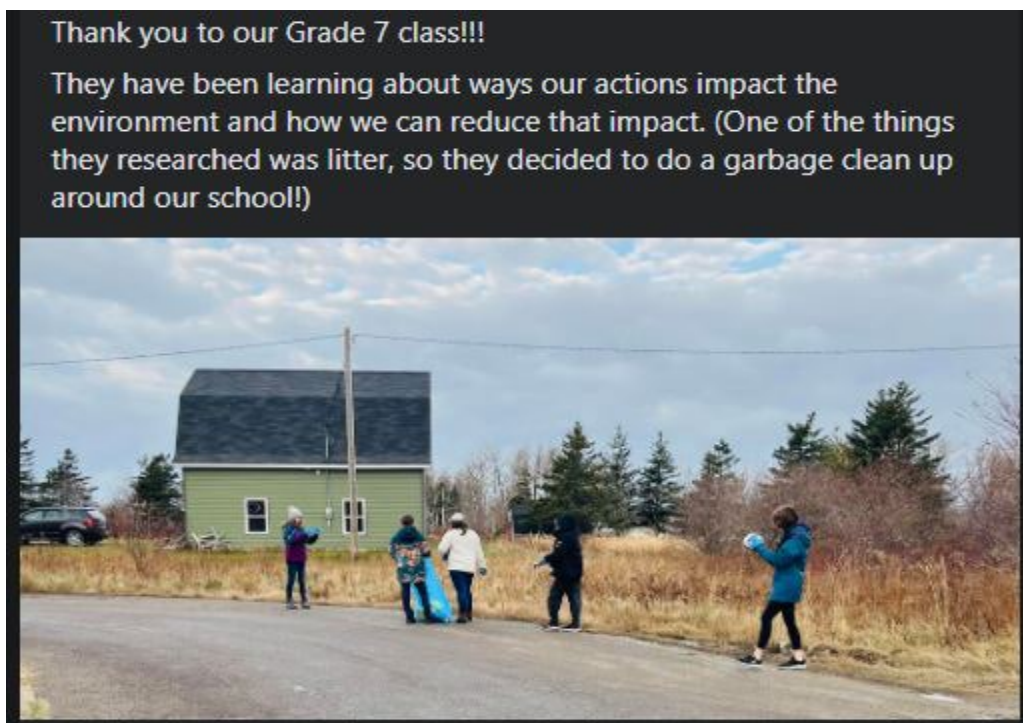 Thank you to our Grade 7 class!!!
They have been learning about ways our actions impact the
environment and how we can reduce that impact. (One of the things
they researched was litter, so they decided to do a garbage clean up
around our school!)